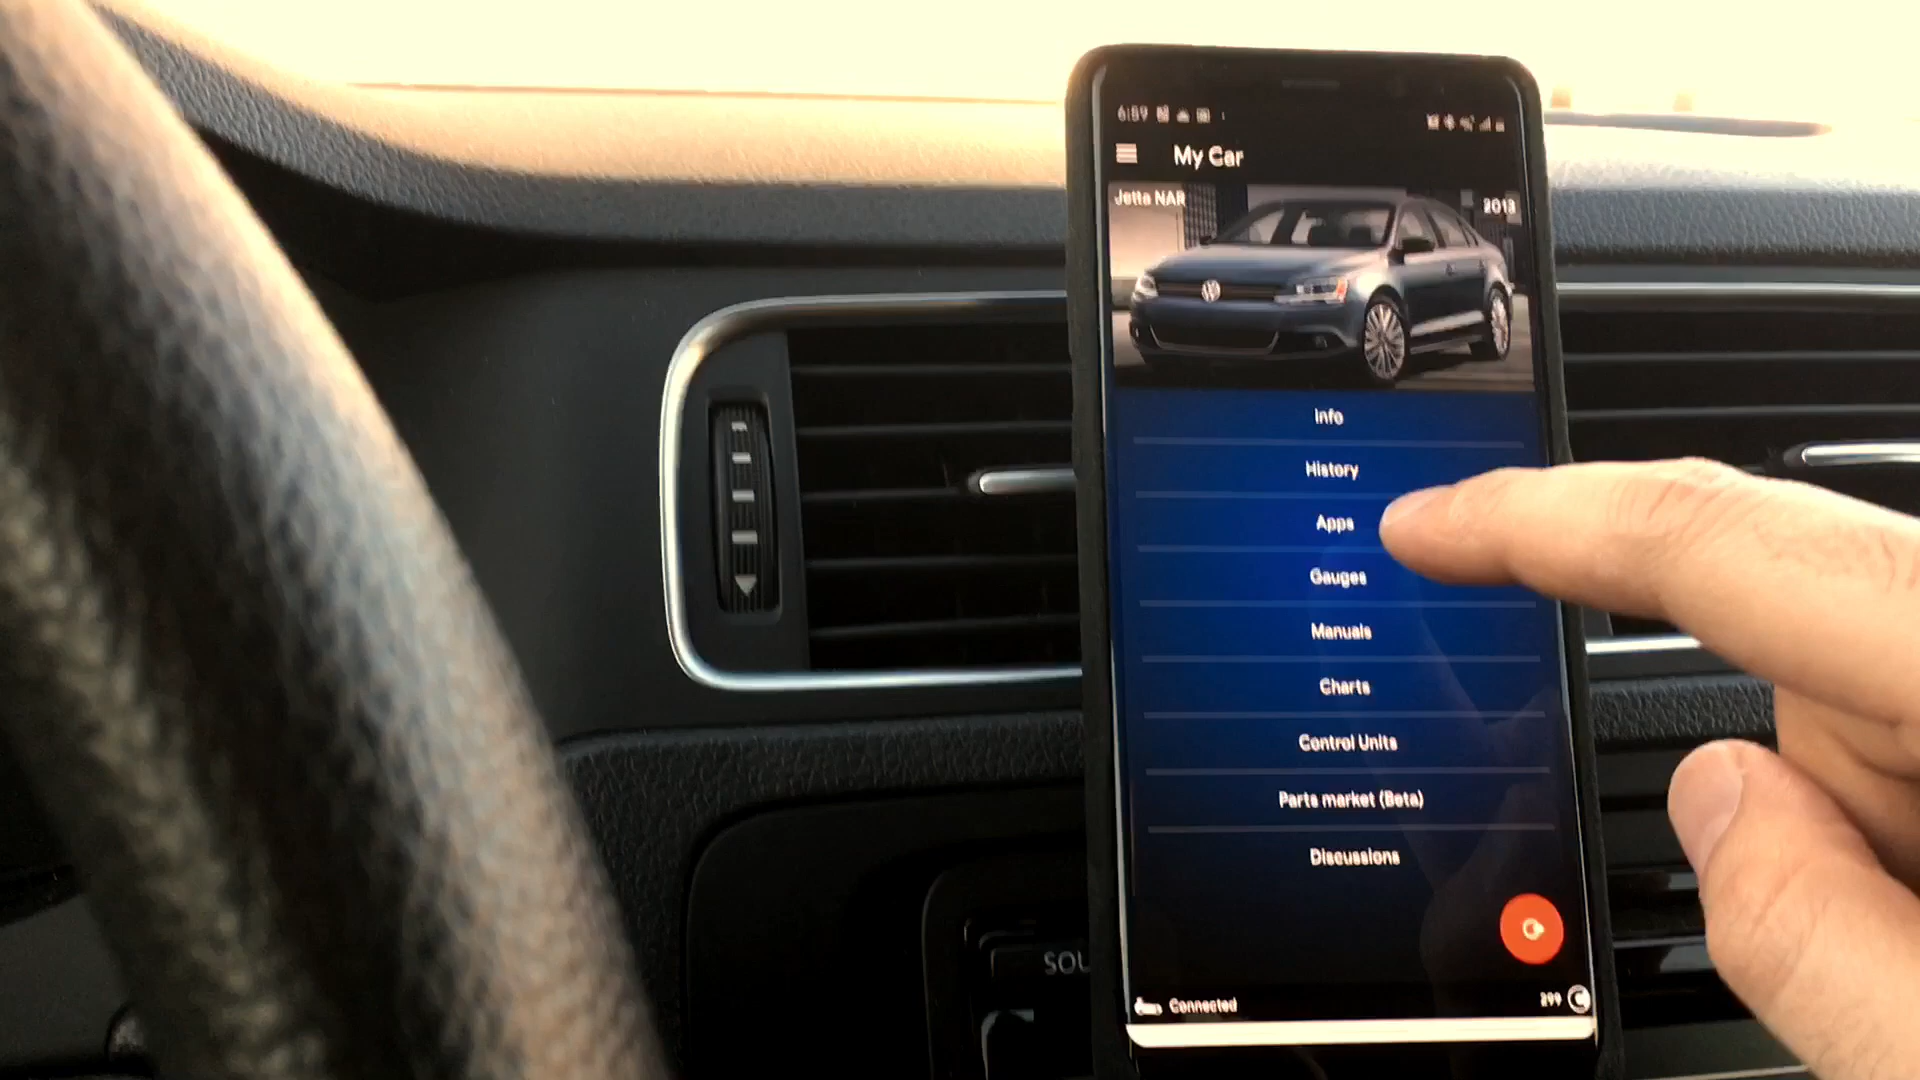 6:59
My Car
Jetta NAR
2013
Info
History
Apps
Gauges
Manuals
Charts
Control Units
Parts market (Beta)
Discussions
SOU
Connected
299